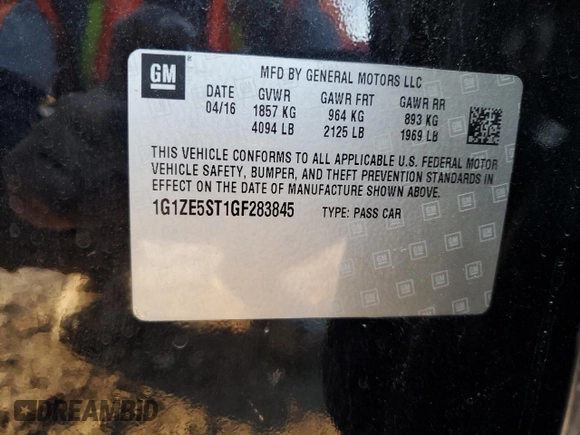 GM
MFD BY GENERAL MOTORS LLC
DATE GVWR GAWR FRT GAWR RR
04/16 1857 KG 964 KG 893 KG
4094 LB 2125 LB 1969 LB
THIS VEHICLE CONFORMS TO ALL APPLICABLE U.S. FEDERAL MOTOR
VEHICLE SAFETY, BUMPER, AND THEFT PREVENTION STANDARDS IN
EFFECT ON THE DATE OF MANUFACTURE SHOWN ABOVE.
1G1ZE5ST1GF283845 TYPE: PASS CAR
DREAMBID